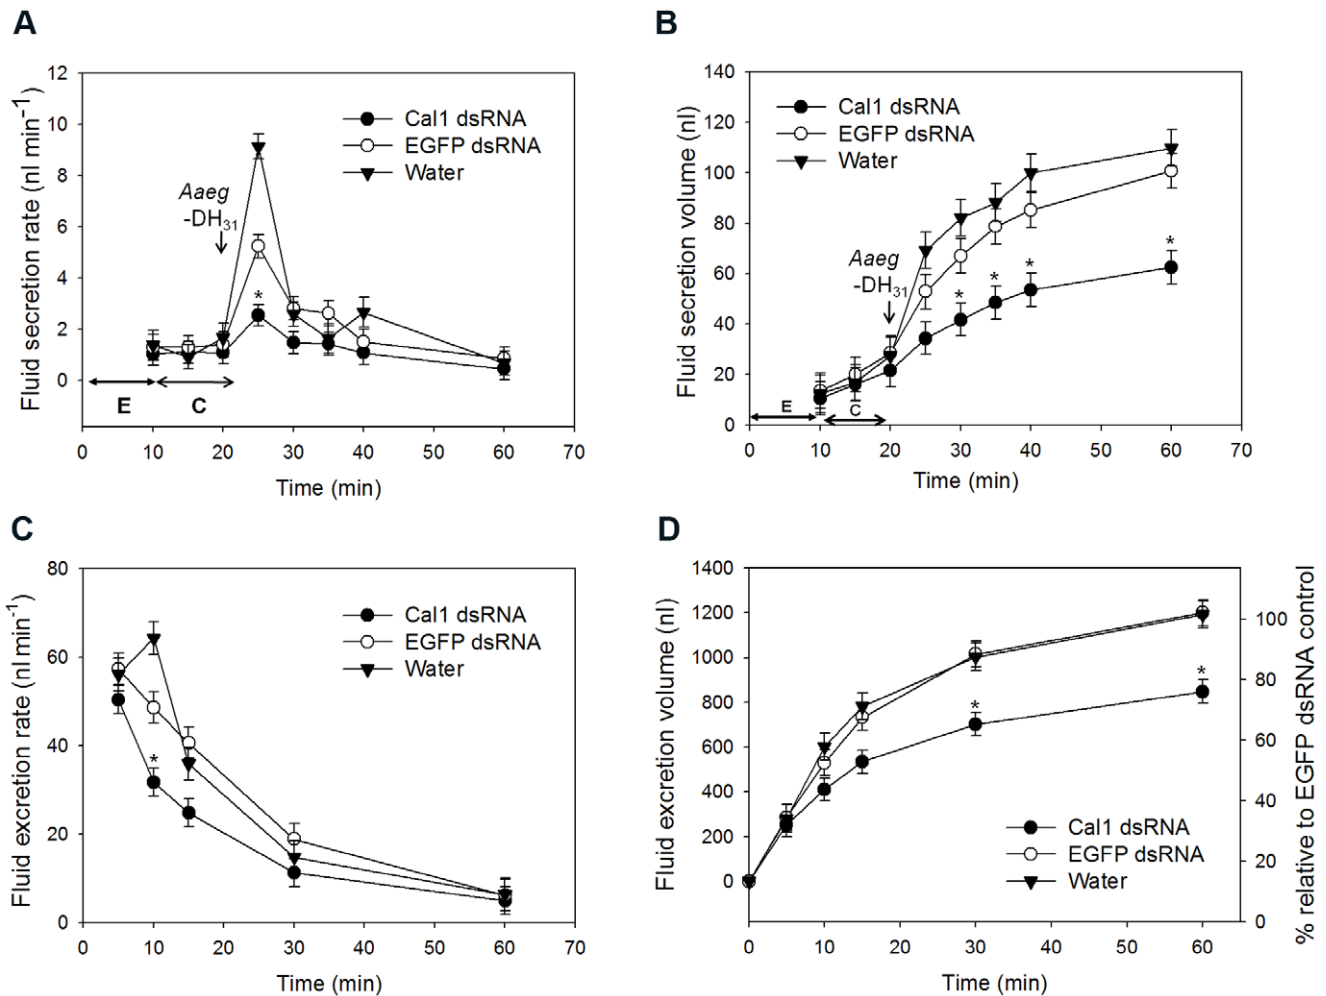 A
12
10
8
6
4
2
0
Fluid secretion rate (nl min⁻¹)
Cal1 dsRNA
EGFP dsRNA
Water
Aaeg
-DH₃₁
*
E
C
0 10 20 30 40 50 60 70
Time (min)
B
140
120
100
80
60
40
20
0
Fluid secretion volume (nl)
Cal1 dsRNA
EGFP dsRNA
Water
Aaeg
-DH₃₁
* * * *
E
C
0 10 20 30 40 50 60 70
Time (min)
C
80
60
40
20
0
Fluid excretion rate (nl min⁻¹)
Cal1 dsRNA
EGFP dsRNA
Water
*
0 10 20 30 40 50 60 70
Time (min)
D
1400
1200
1000
800
600
400
200
0
Fluid excretion volume (nl)
* *
Cal1 dsRNA
EGFP dsRNA
Water
100
80
60
40
20
0
% relative to EGFP dsRNA control
0 10 20 30 40 50 60
Time (min)